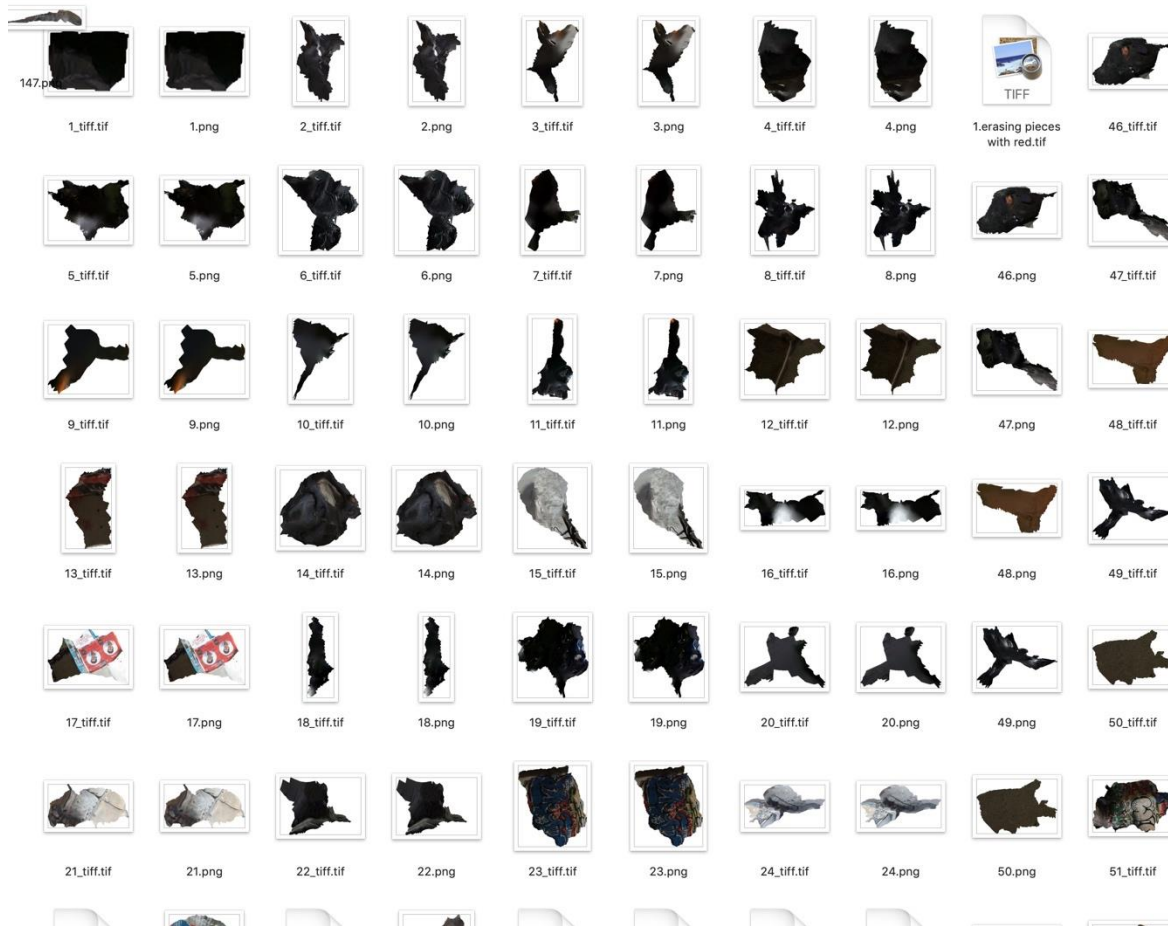 147.png
1_tiff.tif
1.png
2_tiff.tif
2.png
3_tiff.tif
3.png
4_tiff.tif
4.png
TIFF
1.erasing pieces
with red.tif
46_tiff.tif
5_tiff.tif
5.png
6_tiff.tif
6.png
7_tiff.tif
7.png
8_tiff.tif
8.png
46.png
47_tiff.tif
9_tiff.tif
9.png
10_tiff.tif
10.png
11_tiff.tif
11.png
12_tiff.tif
12.png
47.png
48_tiff.tif
13_tiff.tif
13.png
14_tiff.tif
14.png
15_tiff.tif
15.png
16_tiff.tif
16.png
48.png
49_tiff.tif
17_tiff.tif
17.png
18_tiff.tif
18.png
19_tiff.tif
19.png
20_tiff.tif
20.png
49.png
50_tiff.tif
21_tiff.tif
21.png
22_tiff.tif
22.png
23_tiff.tif
23.png
24_tiff.tif
24.png
50.png
51_tiff.tif